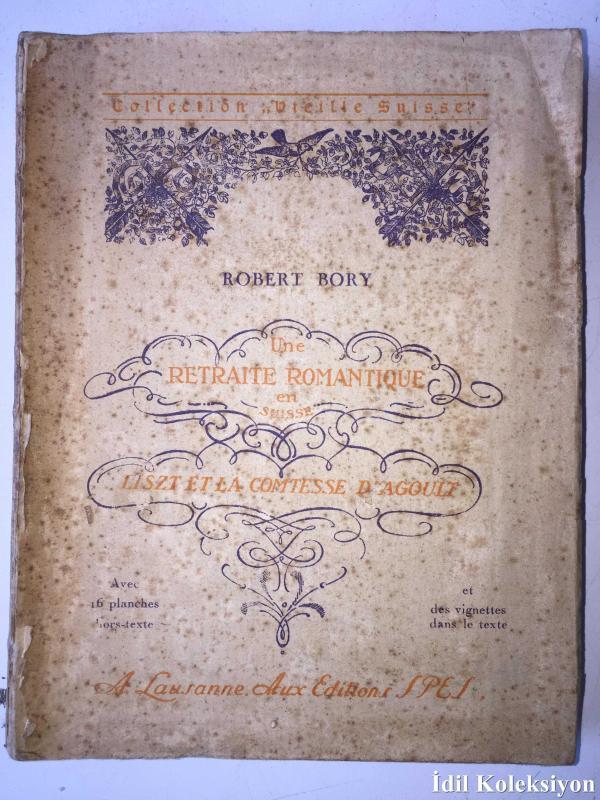 Collection „Vieille Suisse"
ROBERT BORY
Une
RETRAITE ROMANTIQUE
en
SUISSE
LISZT ET LA COMTESSE D'AGOULT
Avec
16 planches
hors-texte
et
des vignettes
dans le texte
A Lausanne Aux Editions SPES.
İdil Koleksiyon